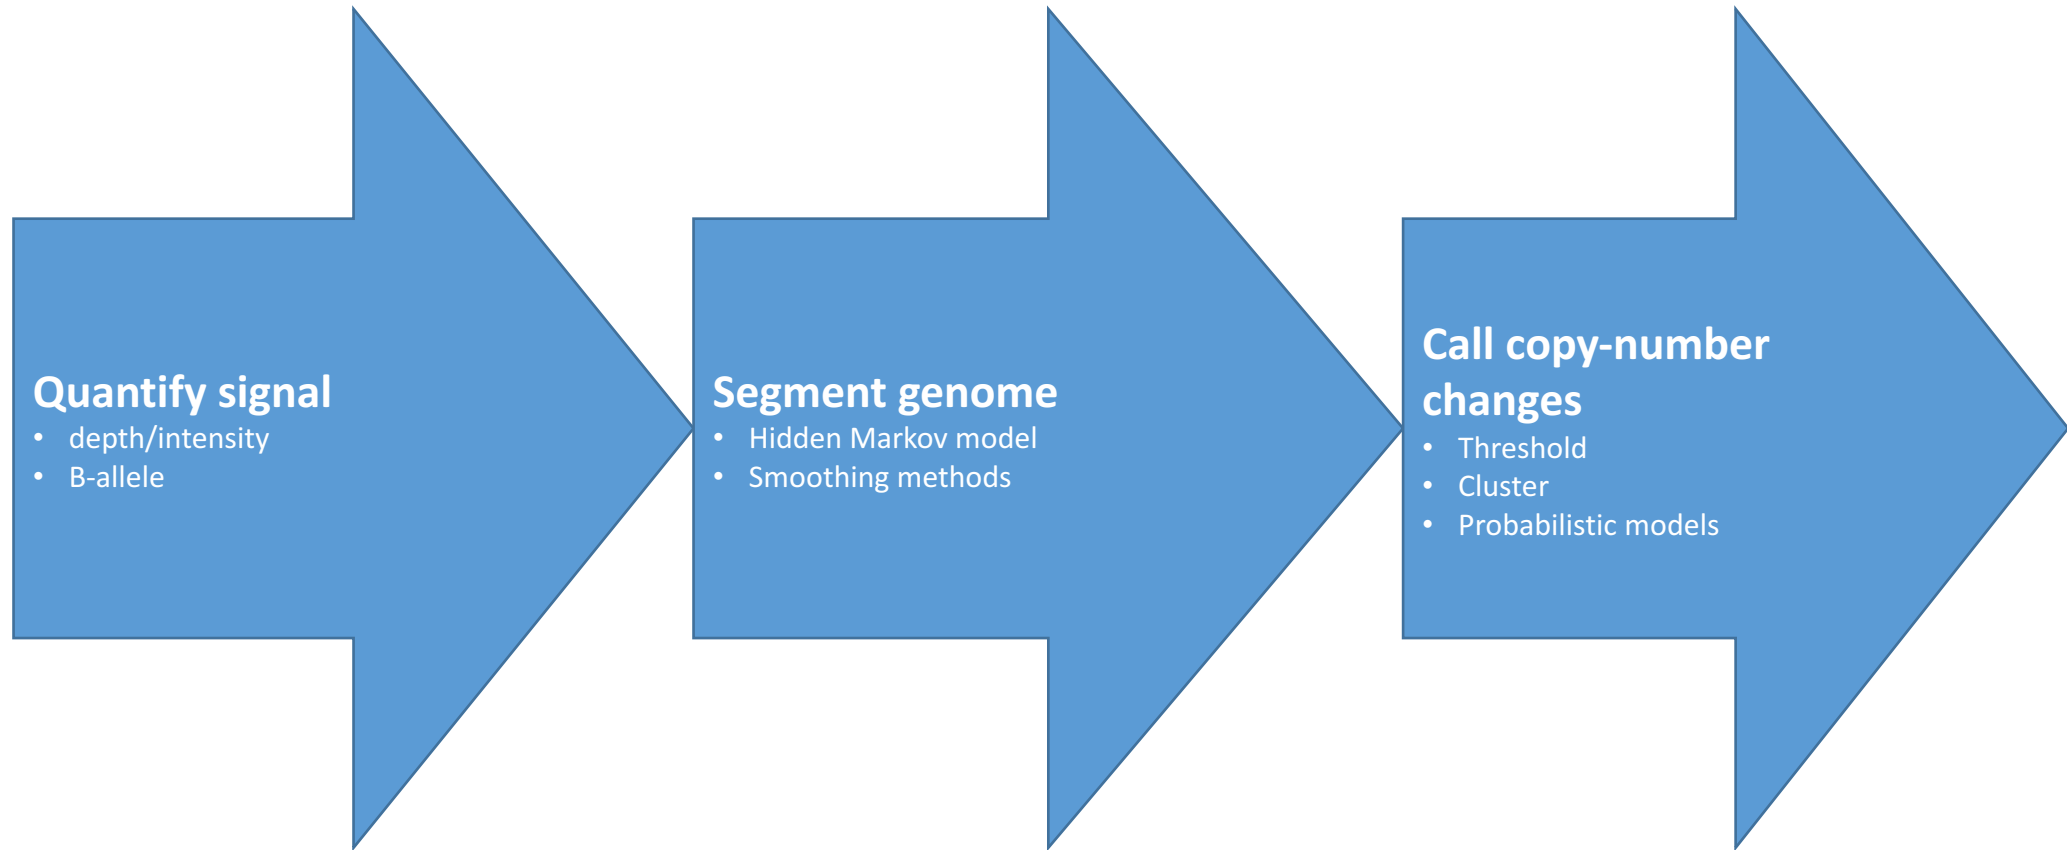 Quantify signal
• depth/intensity
• B-allele
Segment genome
• Hidden Markov model
• Smoothing methods
Call copy-number
changes
• Threshold
• Cluster
• Probabilistic models